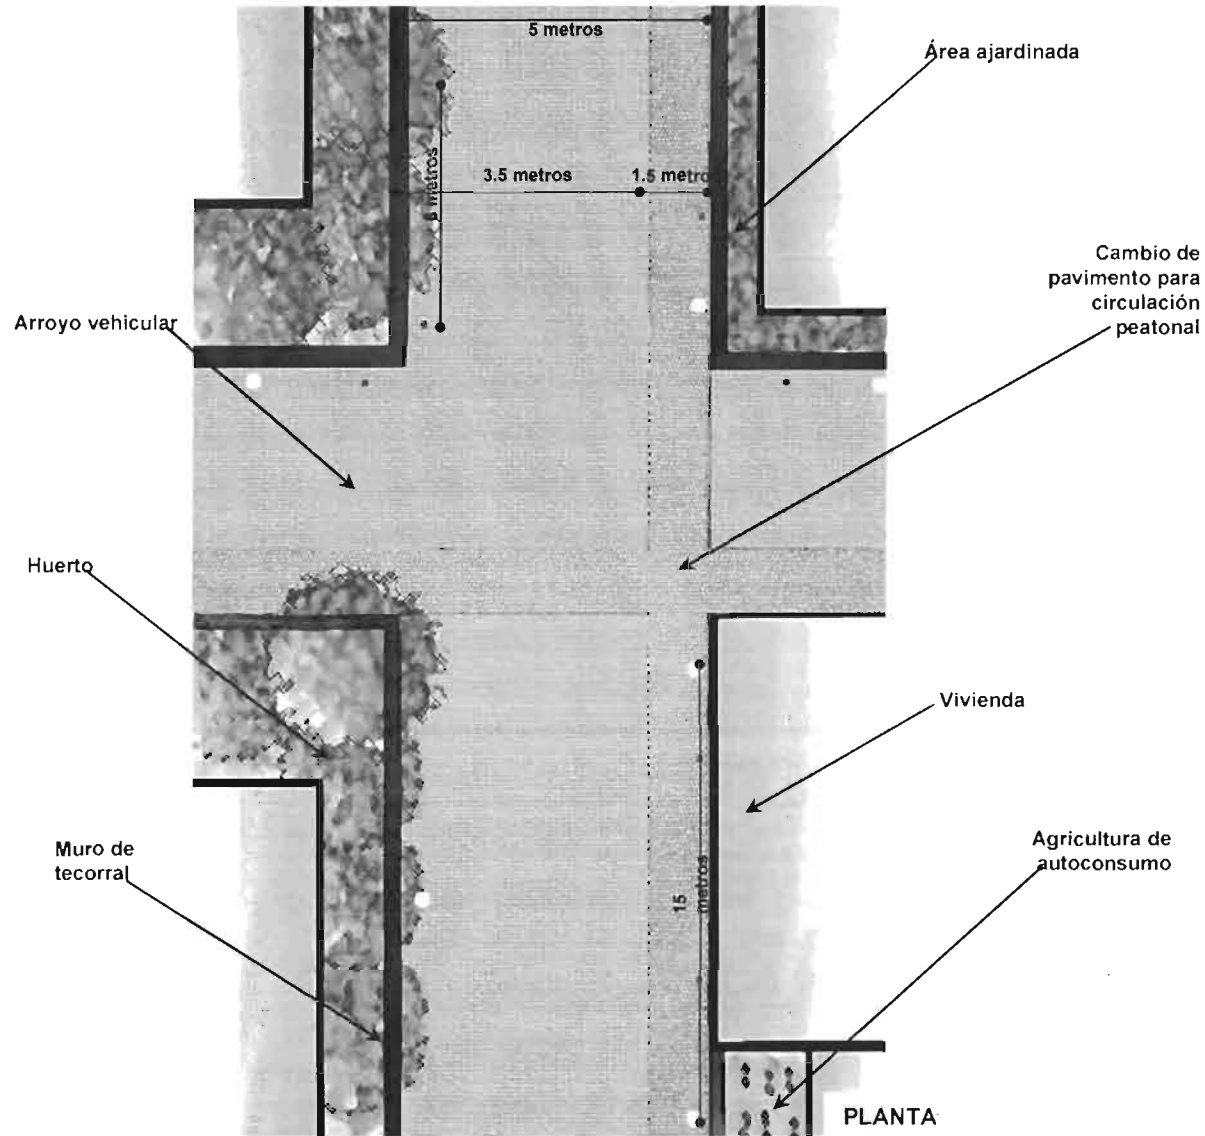 5 metros
Área ajardinada
3.5 metros
1.5 metro
metros
Cambio de
pavimento para
circulación
peatonal
Arroyo vehicular
Huerto
Vivienda
Muro de
tecorral
15
metros
Agricultura de
autoconsumo
PLANTA